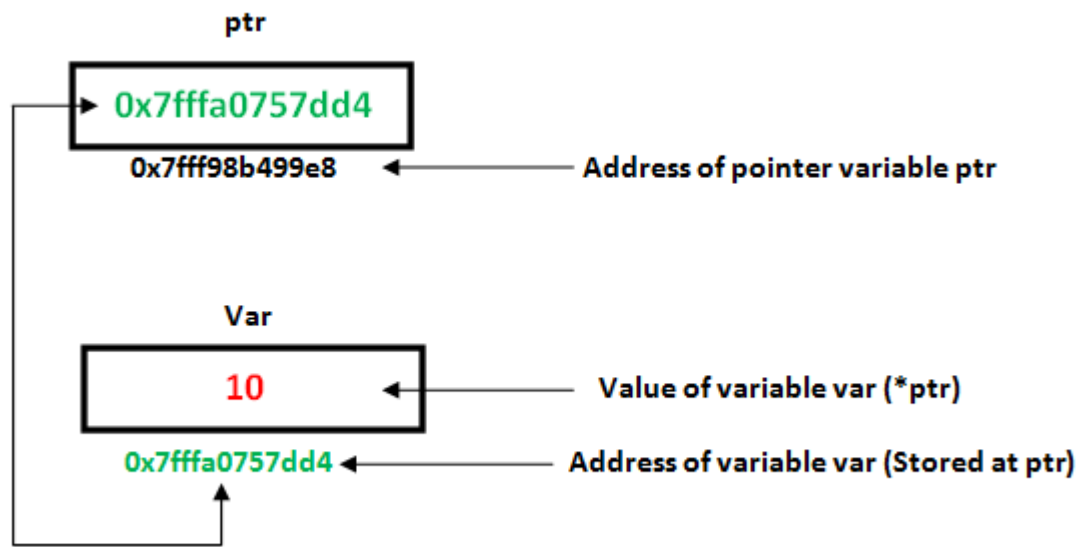 ptr
0x7fffa0757dd4
0x7fff98b499e8
Address of pointer variable ptr
Var
10
Value of variable var (*ptr)
0x7fffa0757dd4
Address of variable var (Stored at ptr)